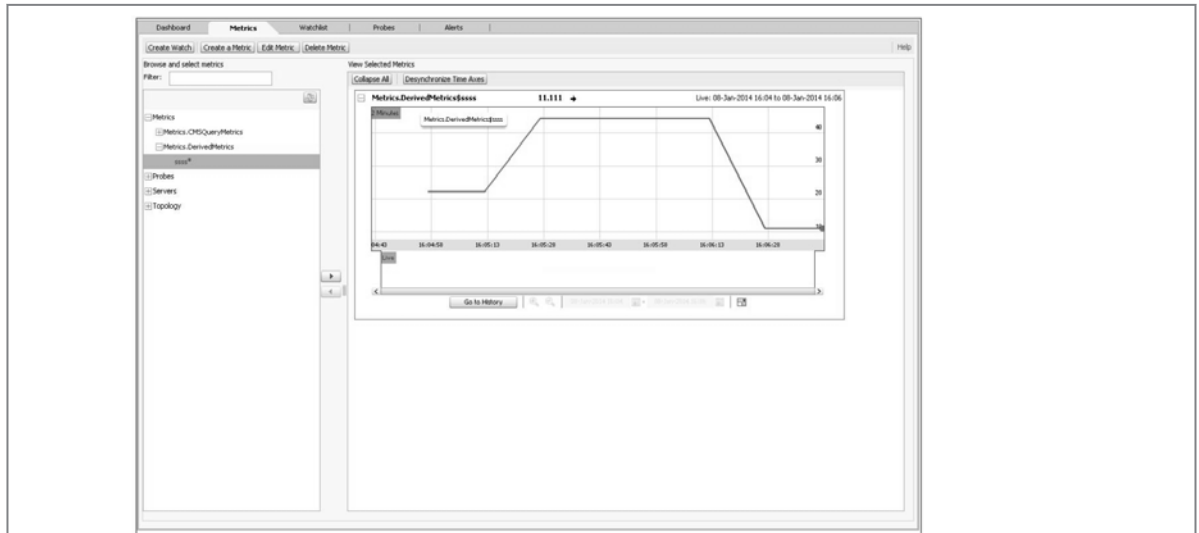 Dashboard Metrics Watchlist Probes Alerts
Create Watch Create a Metric Edit Metric Delete Metric Help
Browse and select metrics
Filter:
Metrics
Metrics.CMSQueryMetrics
Metrics.DerivedMetrics
ssss*
Probes
Servers
Topology
View Selected Metrics
Collapse All Desynchronize Time Axes
Metrics.DerivedMetrics$ssss 11.111 Live: 08-Jan-2014 16:04 to 08-Jan-2014 16:06
2 Minutes
Metrics.DerivedMetrics$ssss
40
30
20
10
04:43 16:04:58 16:05:13 16:05:28 16:05:43 16:05:58 16:06:13 16:06:28
Live
Go to History